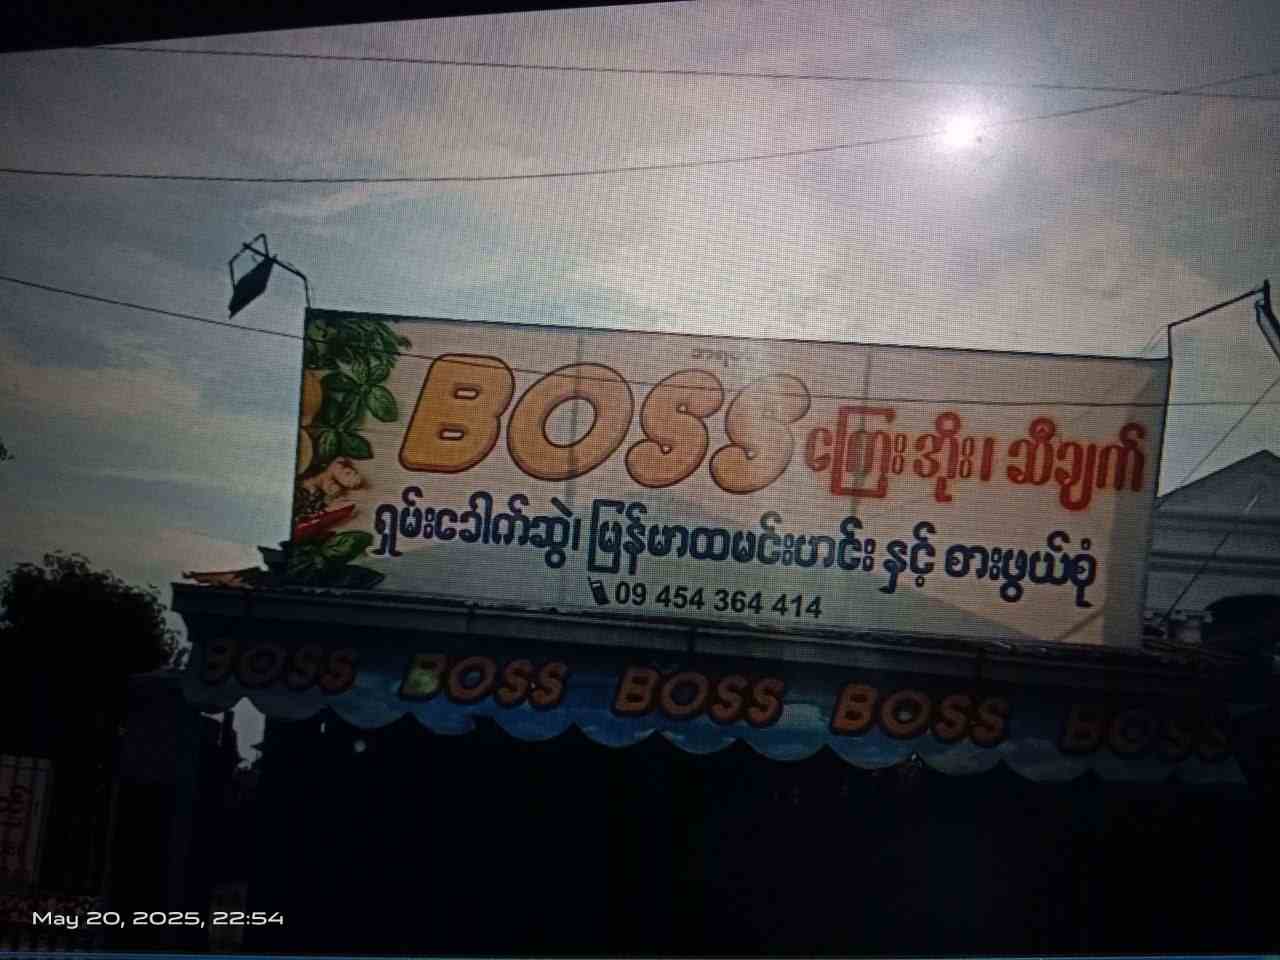 BOSS ကြေးအိုး၊ ဆီချက်
ရှမ်းခေါက်ဆွဲ၊ မြန်မာထမင်းဟင်း နှင့် စားဖွယ်စုံ
09 454 364 414
BOSS BOSS BOSS BOSS BOSS
May 20, 2025, 22:54